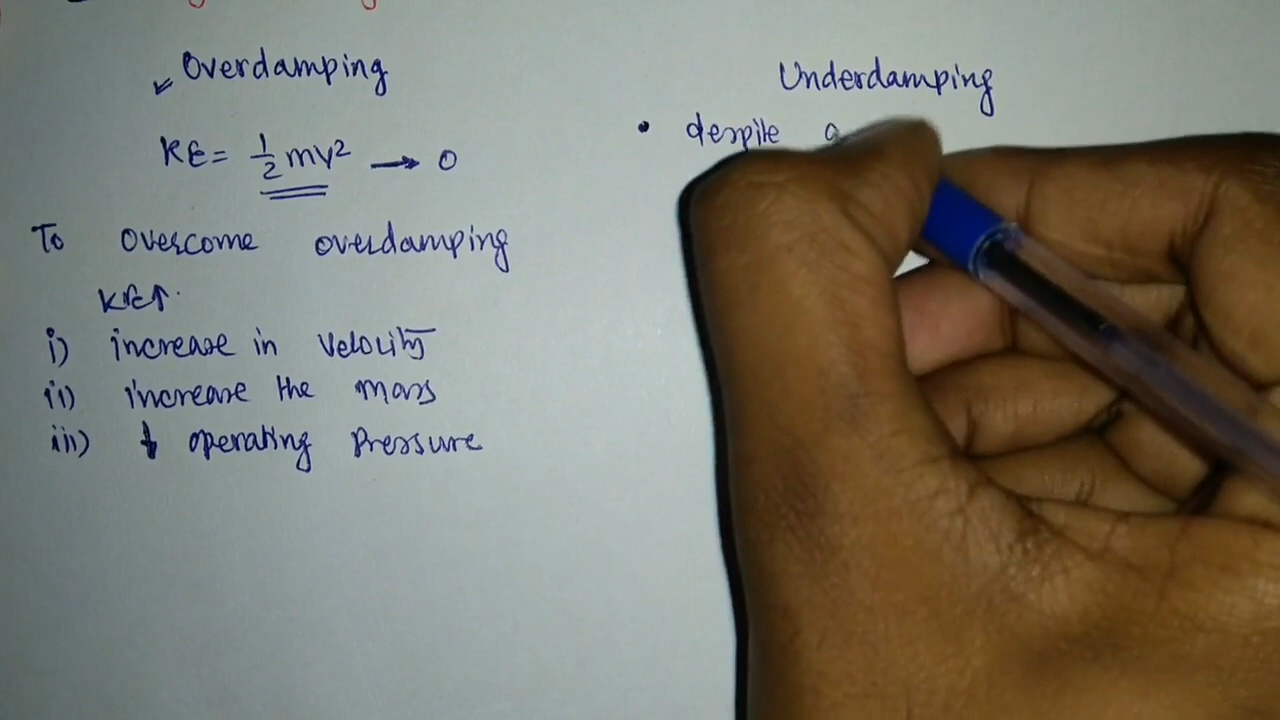 Overdamping
KE = 1/2 mv² → 0
To overcome overdamping
KE↑.
i) increase in Velocity
ii) increase the mass
iii) operating Pressure
Underdamping
• despite